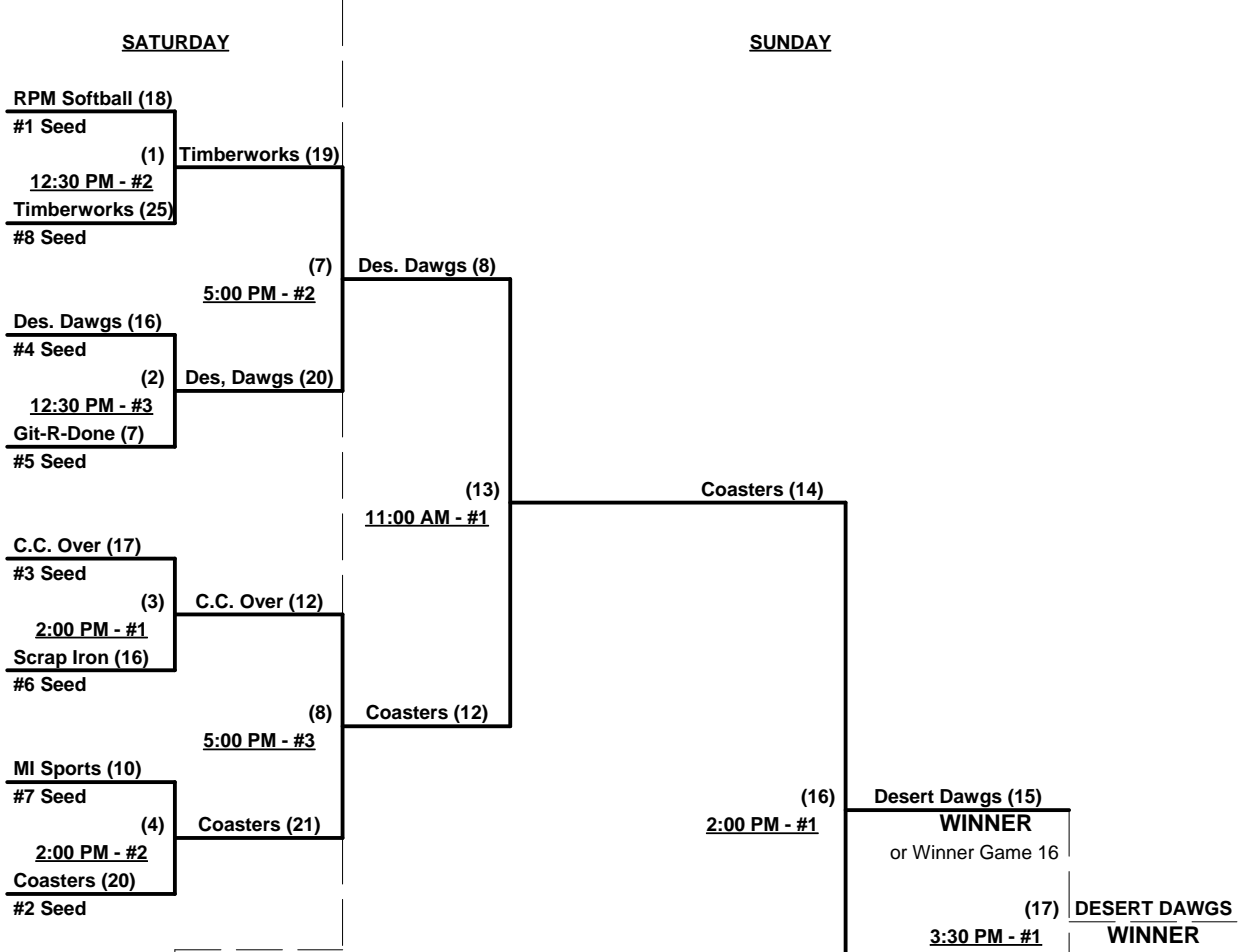 SATURDAY
SUNDAY
RPM Softball (18)
#1 Seed
(1)
Timberworks (19)
12:30 PM - #2
Timberworks (25)
#8 Seed
(7)
Des. Dawgs (8)
5:00 PM - #2
Des. Dawgs (16)
#4 Seed
(2)
Des, Dawgs (20)
12:30 PM - #3
Git-R-Done (7)
#5 Seed
(13)
Coasters (14)
11:00 AM - #1
C.C. Over (17)
#3 Seed
(3)
C.C. Over (12)
2:00 PM - #1
Scrap Iron (16)
#6 Seed
(8)
Coasters (12)
5:00 PM - #3
MI Sports (10)
#7 Seed
(16)
Desert Dawgs (15)
(4)
Coasters (21)
2:00 PM - #1
WINNER
2:00 PM - #2
or Winner Game 16
Coasters (20)
#2 Seed
(17)
DESERT DAWGS
3:30 PM - #1
WINNER